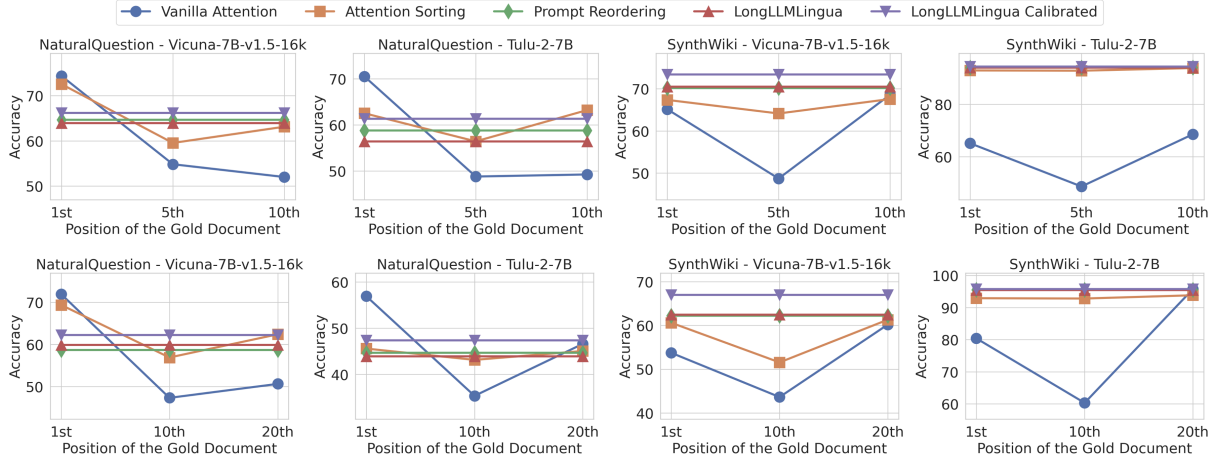 Vanilla Attention Attention Sorting Prompt Reordering LongLLMLingua LongLLMLingua Calibrated
NaturalQuestion - Vicuna-7B-v1.5-16k
Accuracy
70
60
50
1st 5th 10th
Position of the Gold Document
NaturalQuestion - Tulu-2-7B
Accuracy
70
60
50
1st 5th 10th
Position of the Gold Document
SynthWiki - Vicuna-7B-v1.5-16k
Accuracy
70
60
50
1st 5th 10th
Position of the Gold Document
SynthWiki - Tulu-2-7B
Accuracy
80
60
1st 5th 10th
Position of the Gold Document
NaturalQuestion - Vicuna-7B-v1.5-16k
Accuracy
70
60
50
1st 10th 20th
Position of the Gold Document
NaturalQuestion - Tulu-2-7B
Accuracy
60
50
40
1st 10th 20th
Position of the Gold Document
SynthWiki - Vicuna-7B-v1.5-16k
Accuracy
70
60
50
40
1st 10th 20th
Position of the Gold Document
SynthWiki - Tulu-2-7B
Accuracy
100
90
80
70
60
1st 10th 20th
Position of the Gold Document